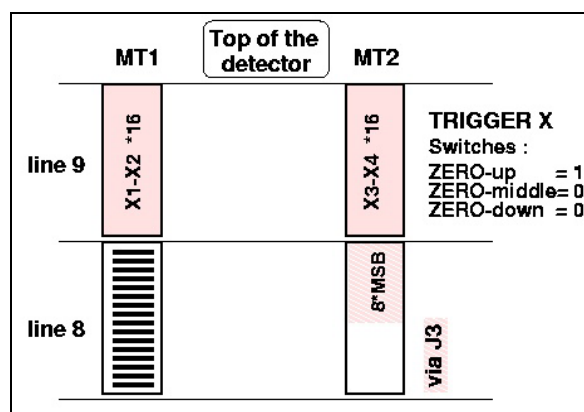 Top of the
detector
MT1
MT2
line 9
X1-X2 *16
X3-X4 *16
TRIGGER X
Switches :
ZERO-up = 1
ZERO-middle= 0
ZERO-down = 0
line 8
8*MSB
via J3